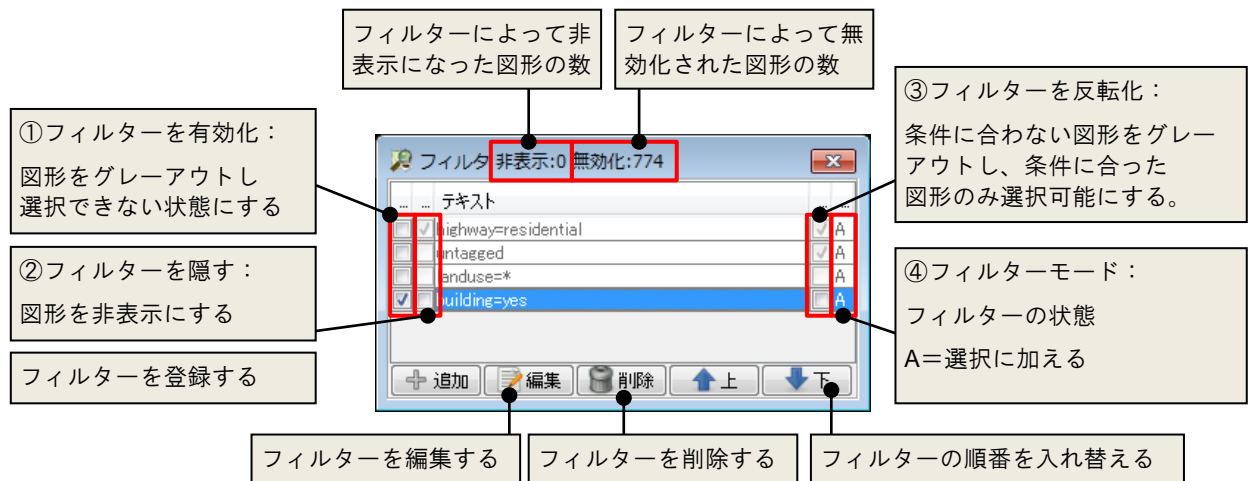 フィルターによって非
表示になった図形の数
フィルターによって無
効化された図形の数
①フィルターを有効化：
図形をグレーアウトし
選択できない状態にする
③フィルターを反転化：
条件に合わない図形をグレー
アウトし、条件に合った
図形のみ選択可能にする。
フィルタ 非表示:0 無効化:774
... ... テキスト ... ...
highway=residential A
untagged A
landuse=* A
building=yes A
②フィルターを隠す：
図形を非表示にする
④フィルターモード：
フィルターの状態
A＝選択に加える
フィルターを登録する
追加 編集 削除 上 下
フィルターを編集する
フィルターを削除する
フィルターの順番を入れ替える